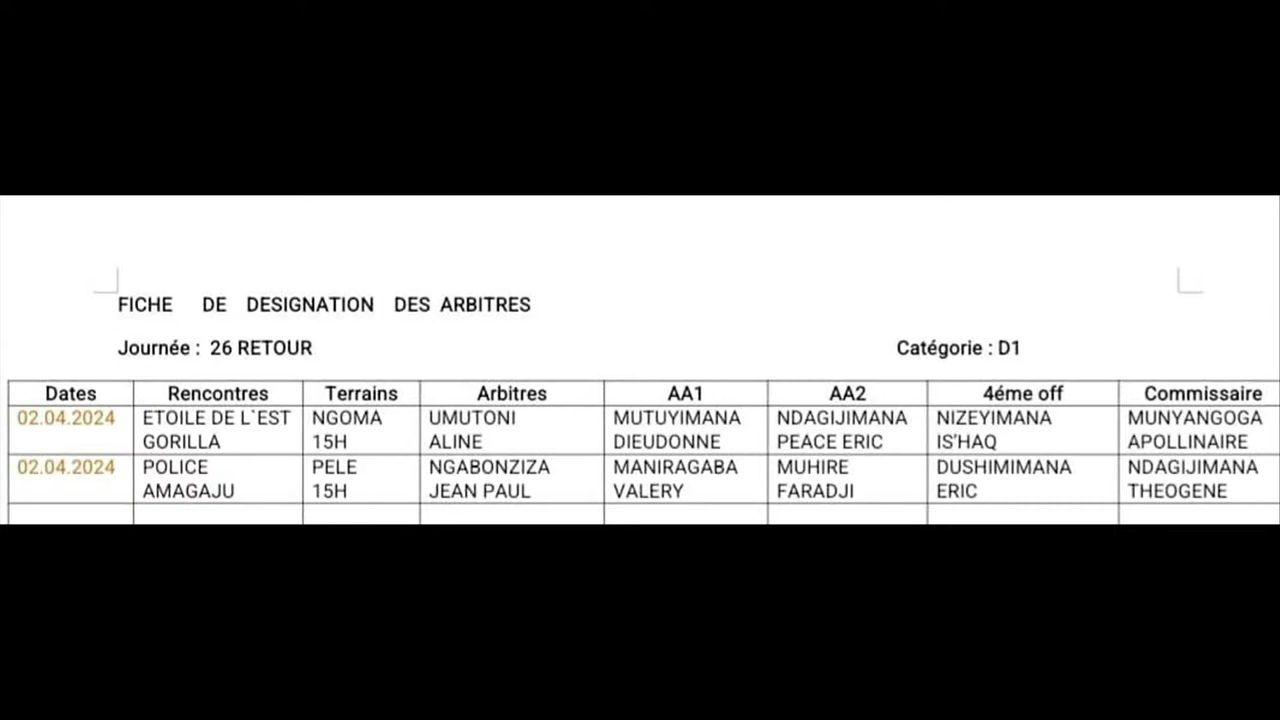 FICHE DE DESIGNATION DES ARBITRES
Journée : 26 RETOUR Catégorie : D1
Dates Rencontres Terrains Arbitres AA1 AA2 4éme off Commissaire
02.04.2024 ETOILE DE L`EST NGOMA UMUTONI MUTUYIMANA NDAGIJIMANA NIZEYIMANA MUNYANGOGA
GORILLA 15H ALINE DIEUDONNE PEACE ERIC IS'HAQ APOLLINAIRE
02.04.2024 POLICE PELE NGABONZIZA MANIRAGABA MUHIRE DUSHIMIMANA NDAGIJIMANA
AMAGAJU 15H JEAN PAUL VALERY FARADJI ERIC THEOGENE